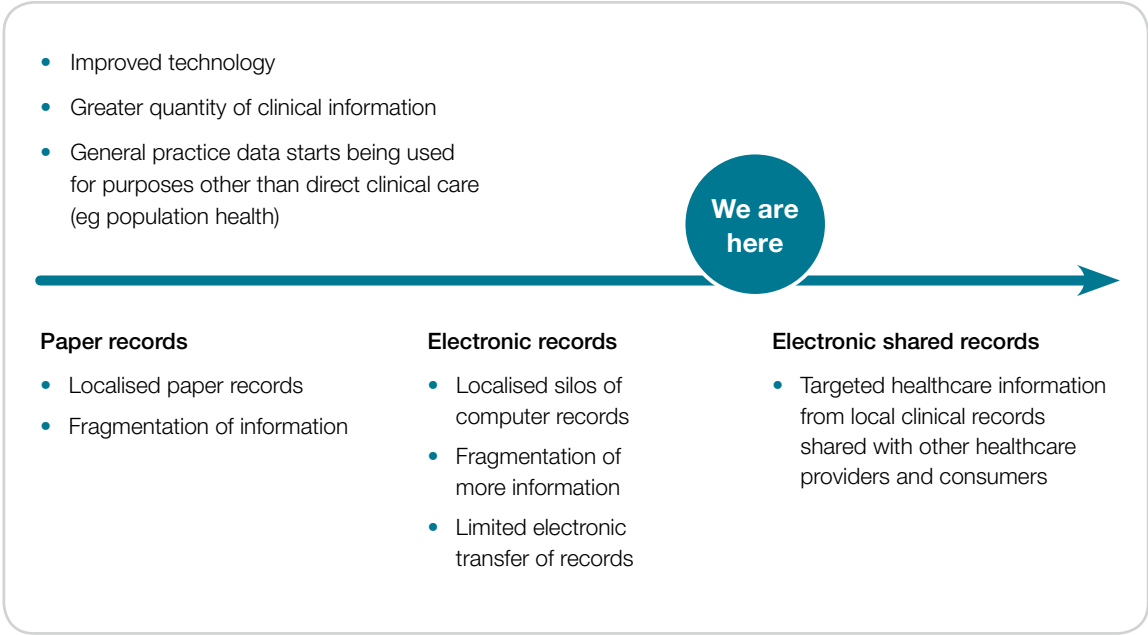 • Improved technology
• Greater quantity of clinical information
• General practice data starts being used
for purposes other than direct clinical care
(eg population health)
We are
here
Paper records
• Localised paper records
• Fragmentation of information
Electronic records
• Localised silos of
computer records
• Fragmentation of
more information
• Limited electronic
transfer of records
Electronic shared records
• Targeted healthcare information
from local clinical records
shared with other healthcare
providers and consumers